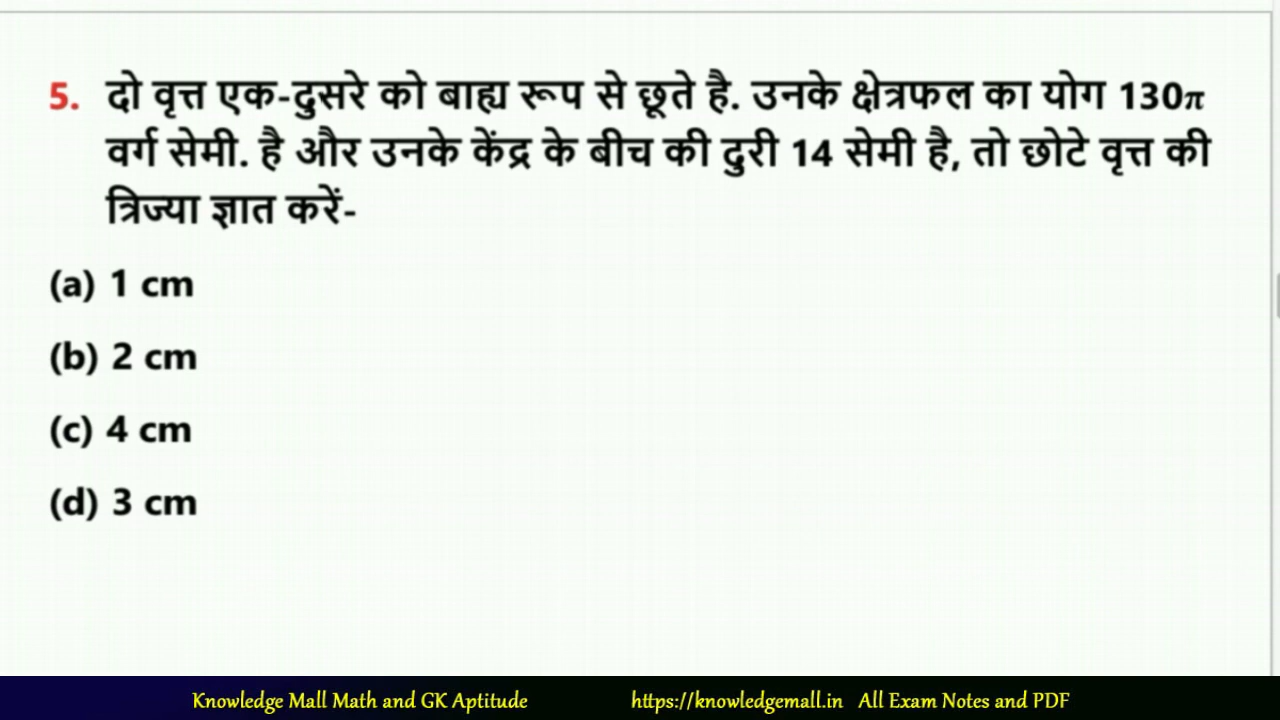 5. दो वृत्त एक-दुसरे को बाह्य रूप से छूते है. उनके क्षेत्रफल का योग 130π
वर्ग सेमी. है और उनके केंद्र के बीच की दुरी 14 सेमी है, तो छोटे वृत्त की
त्रिज्या ज्ञात करें-
(a) 1 cm
(b) 2 cm
(c) 4 cm
(d) 3 cm
Knowledge Mall Math and GK Aptitude https://knowledgemall.in All Exam Notes and PDF